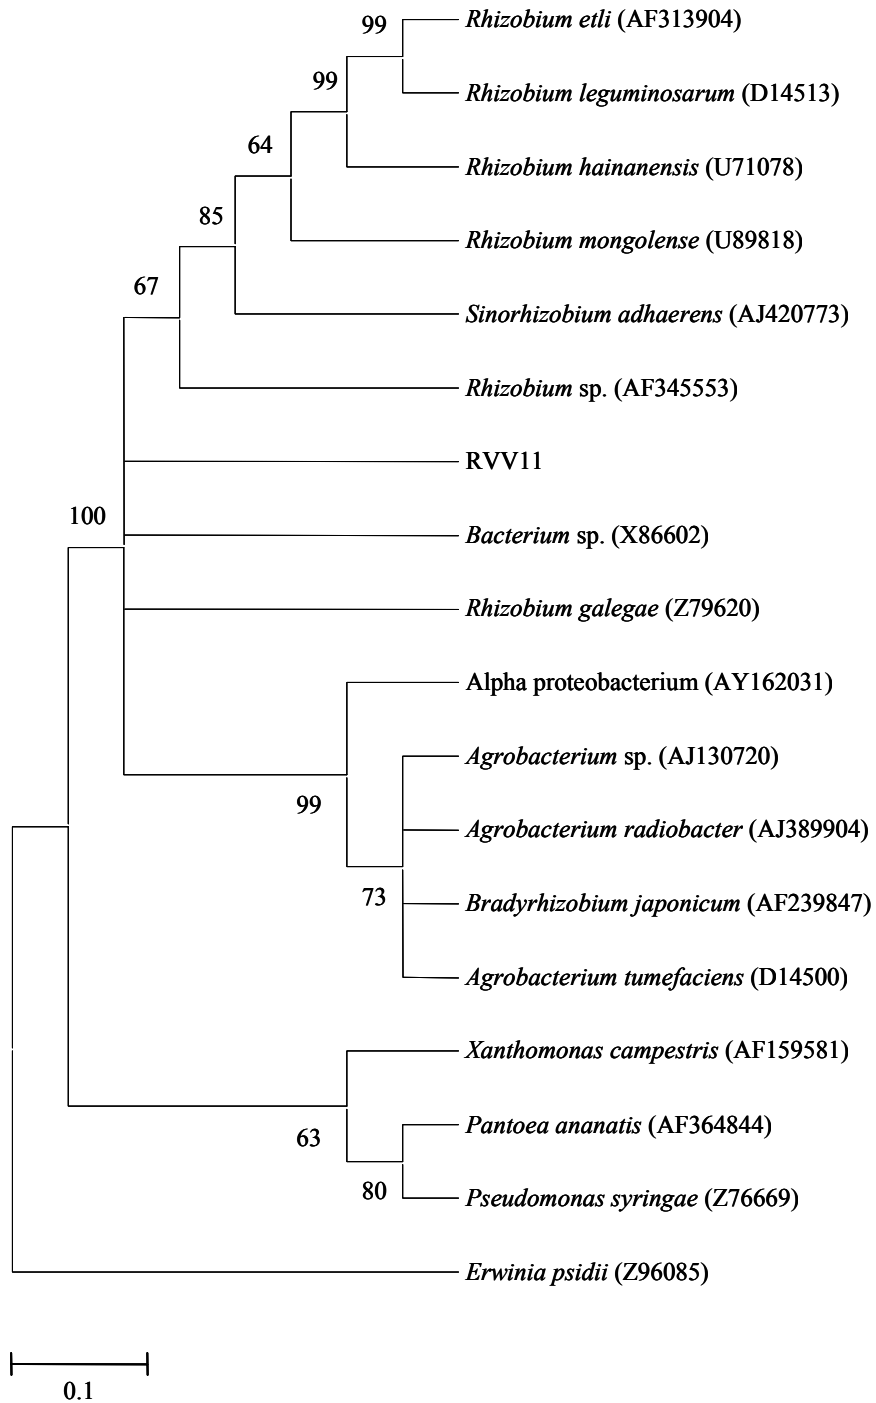 99
Rhizobium etli (AF313904)
99
Rhizobium leguminosarum (D14513)
64
Rhizobium hainanensis (U71078)
85
Rhizobium mongolense (U89818)
67
Sinorhizobium adhaerens (AJ420773)
Rhizobium sp. (AF345553)
RVV11
100
Bacterium sp. (X86602)
Rhizobium galegae (Z79620)
Alpha proteobacterium (AY162031)
Agrobacterium sp. (AJ130720)
99
Agrobacterium radiobacter (AJ389904)
73
Bradyrhizobium japonicum (AF239847)
Agrobacterium tumefaciens (D14500)
Xanthomonas campestris (AF159581)
63
Pantoea ananatis (AF364844)
80
Pseudomonas syringae (Z76669)
Erwinia psidii (Z96085)
0.1